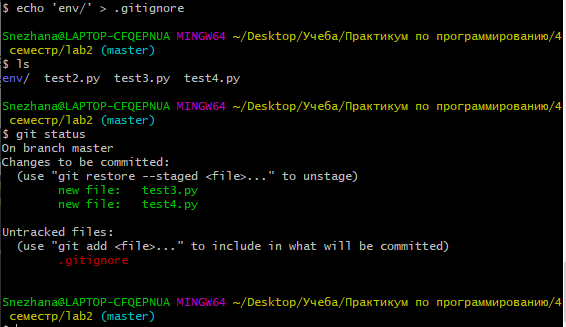 $ echo 'env/' > .gitignore
Snezhana@LAPTOP-CFQEPNUA MINGW64 ~/Desktop/Учеба/Практикум по программированию/4
семестр/lab2 (master)
$ ls
env/ test2.py test3.py test4.py
Snezhana@LAPTOP-CFQEPNUA MINGW64 ~/Desktop/Учеба/Практикум по программированию/4
семестр/lab2 (master)
$ git status
On branch master
Changes to be committed:
(use "git restore --staged <file>..." to unstage)
new file: test3.py
new file: test4.py
Untracked files:
(use "git add <file>..." to include in what will be committed)
.gitignore
Snezhana@LAPTOP-CFQEPNUA MINGW64 ~/Desktop/Учеба/Практикум по программированию/4
семестр/lab2 (master)